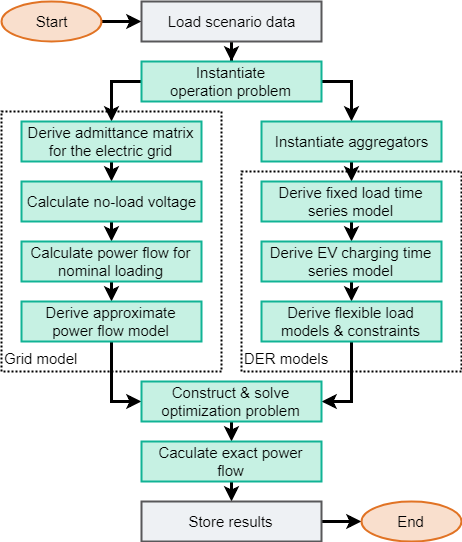 Start
Load scenario data
Instantiate
operation problem
Derive admittance matrix
for the electric grid
Calculate no-load voltage
Calculate power flow for
nominal loading
Derive approximate
power flow model
Grid model
Instantiate aggregators
Derive fixed load time
series model
Derive EV charging time
series model
Derive flexible load
models & constraints
DER models
Construct & solve
optimization problem
Caculate exact power
flow
Store results
End